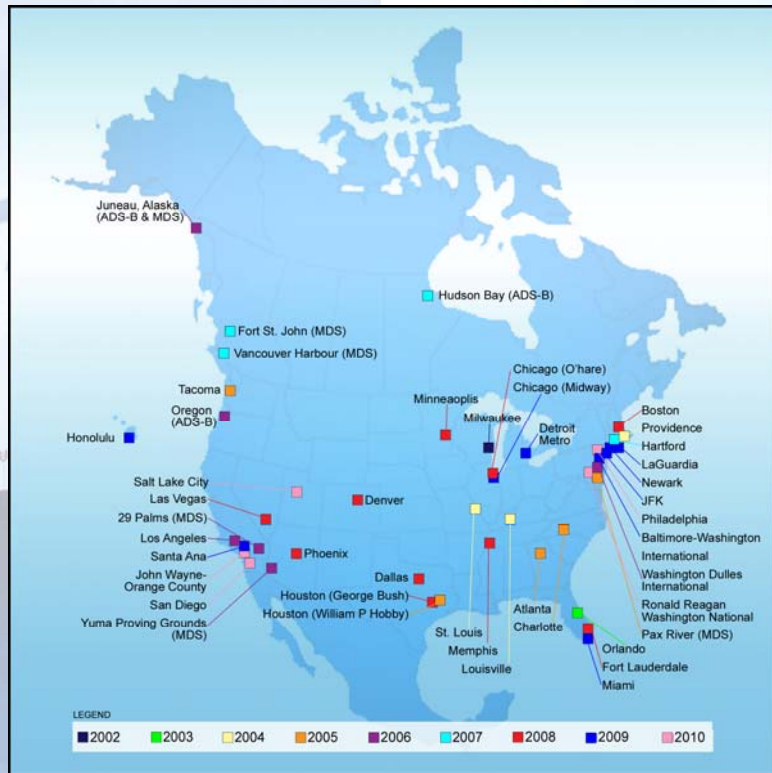 Juneau, Alaska
(ADS-B & MDS)
Hudson Bay (ADS-B)
Fort St. John (MDS)
Vancouver Harbour (MDS)
Tacoma
Oregon
(ADS-B)
Honolulu
Chicago (O'hare)
Chicago (Midway)
Minneaoplis
Milwaukee
Detroit
Metro
Boston
Providence
Hartford
LaGuardia
Newark
JFK
Philadelphia
Baltimore-Washington
International
Washington Dulles
International
Ronald Reagan
Washington National
Pax River (MDS)
Salt Lake City
Las Vegas
29 Palms (MDS)
Los Angeles
Santa Ana
John Wayne-
Orange County
San Diego
Yuma Proving Grounds
(MDS)
Denver
Phoenix
Dallas
Houston (George Bush)
Houston (William P Hobby)
St. Louis
Memphis
Louisville
Atlanta
Charlotte
Orlando
Fort Lauderdale
Miami
LEGEND
2002 2003 2004 2005 2006 2007 2008 2009 2010